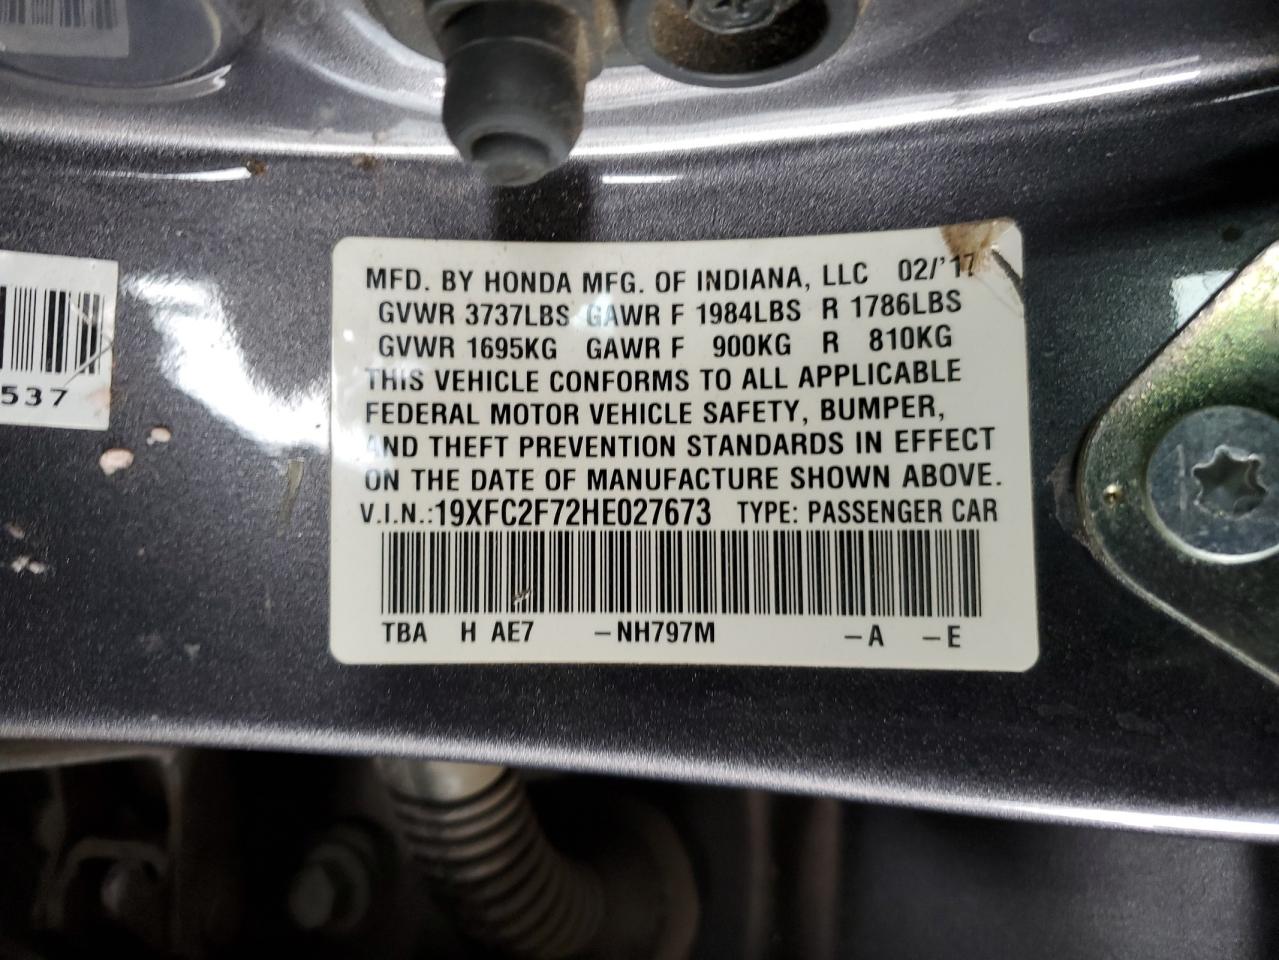 MFD. BY HONDA MFG. OF INDIANA, LLC 02/'17
GVWR 3737LBS GAWR F 1984LBS R 1786LBS
GVWR 1695KG GAWR F 900KG R 810KG
THIS VEHICLE CONFORMS TO ALL APPLICABLE
FEDERAL MOTOR VEHICLE SAFETY, BUMPER,
AND THEFT PREVENTION STANDARDS IN EFFECT
ON THE DATE OF MANUFACTURE SHOWN ABOVE.
V.I.N.:19XFC2F72HE027673 TYPE: PASSENGER CAR
TBA H AE7 -NH797M -A -E
537